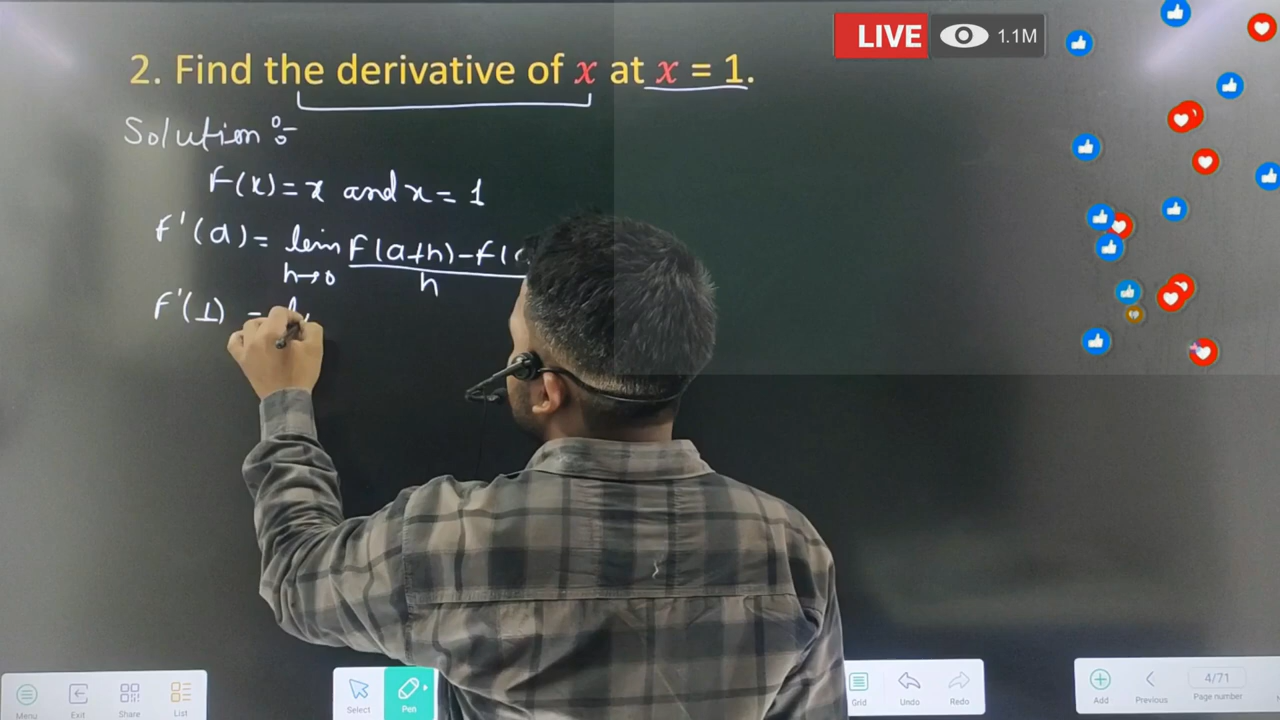 LIVE 1.1M
2. Find the derivative of x at x = 1.
Solution :-
F(x) = x and x = 1
F'(a) = lim F(a+h)-f(
h→0 h
F'(1) = li
Menu Exit Share List Select Pen Grid Undo Redo Add Previous 4/71 Page number